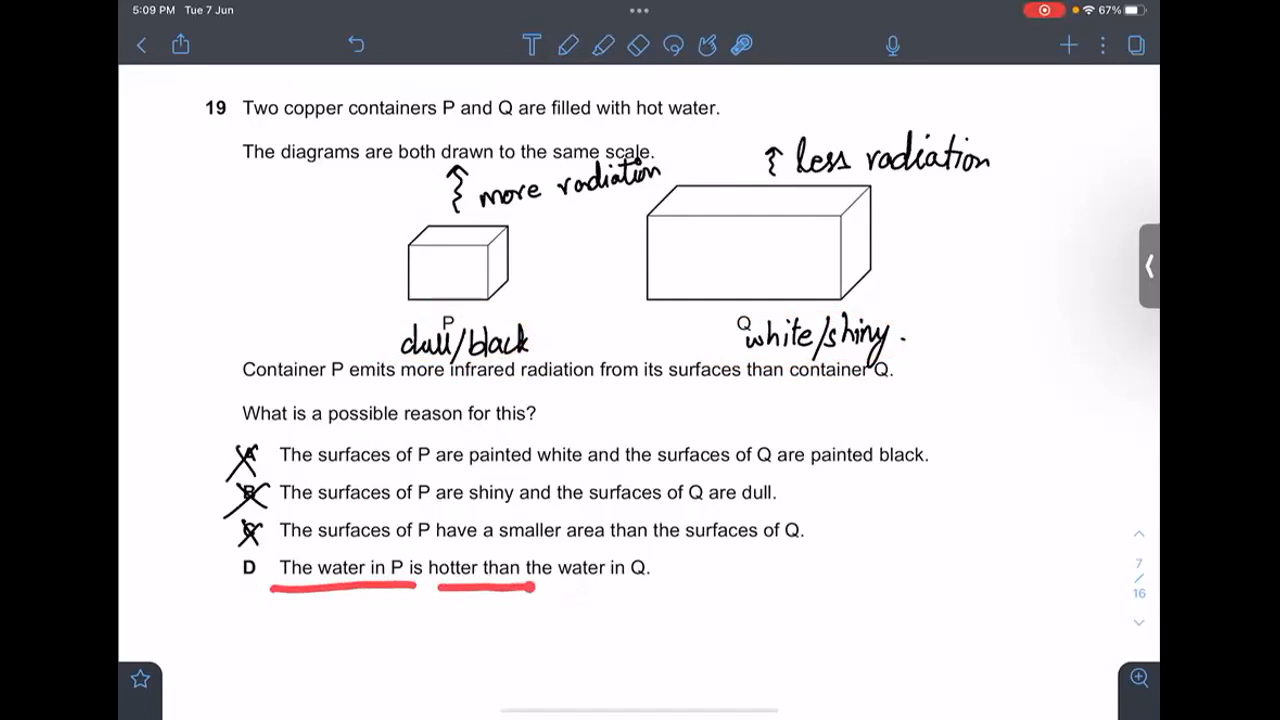 5:09 PM Tue 7 Jun
67%
19 Two copper containers P and Q are filled with hot water.
The diagrams are both drawn to the same scale.
more radiation
less radiation
P
Q
dull/black
white/shiny.
Container P emits more infrared radiation from its surfaces than container Q.
What is a possible reason for this?
A The surfaces of P are painted white and the surfaces of Q are painted black.
B The surfaces of P are shiny and the surfaces of Q are dull.
C The surfaces of P have a smaller area than the surfaces of Q.
D The water in P is hotter than the water in Q.
7
/
16